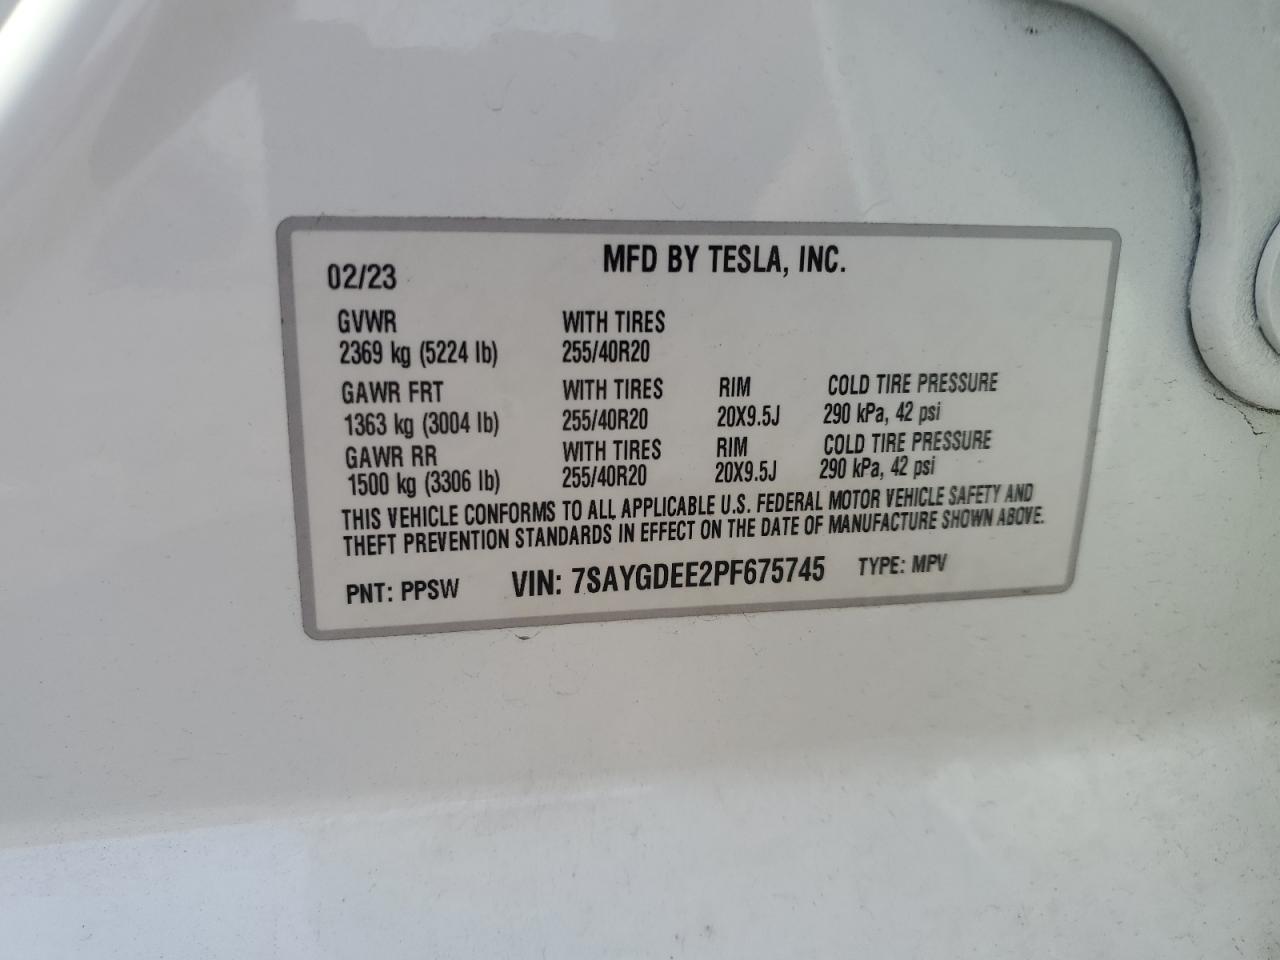 MFD BY TESLA, INC.
02/23
GVWR WITH TIRES
2369 kg (5224 lb) 255/40R20
GAWR FRT WITH TIRES RIM COLD TIRE PRESSURE
1363 kg (3004 lb) 255/40R20 20X9.5J 290 kPa, 42 psi
GAWR RR WITH TIRES RIM COLD TIRE PRESSURE
1500 kg (3306 lb) 255/40R20 20X9.5J 290 kPa, 42 psi
THIS VEHICLE CONFORMS TO ALL APPLICABLE U.S. FEDERAL MOTOR VEHICLE SAFETY AND
THEFT PREVENTION STANDARDS IN EFFECT ON THE DATE OF MANUFACTURE SHOWN ABOVE.
PNT: PPSW VIN: 7SAYGDEE2PF675745 TYPE: MPV